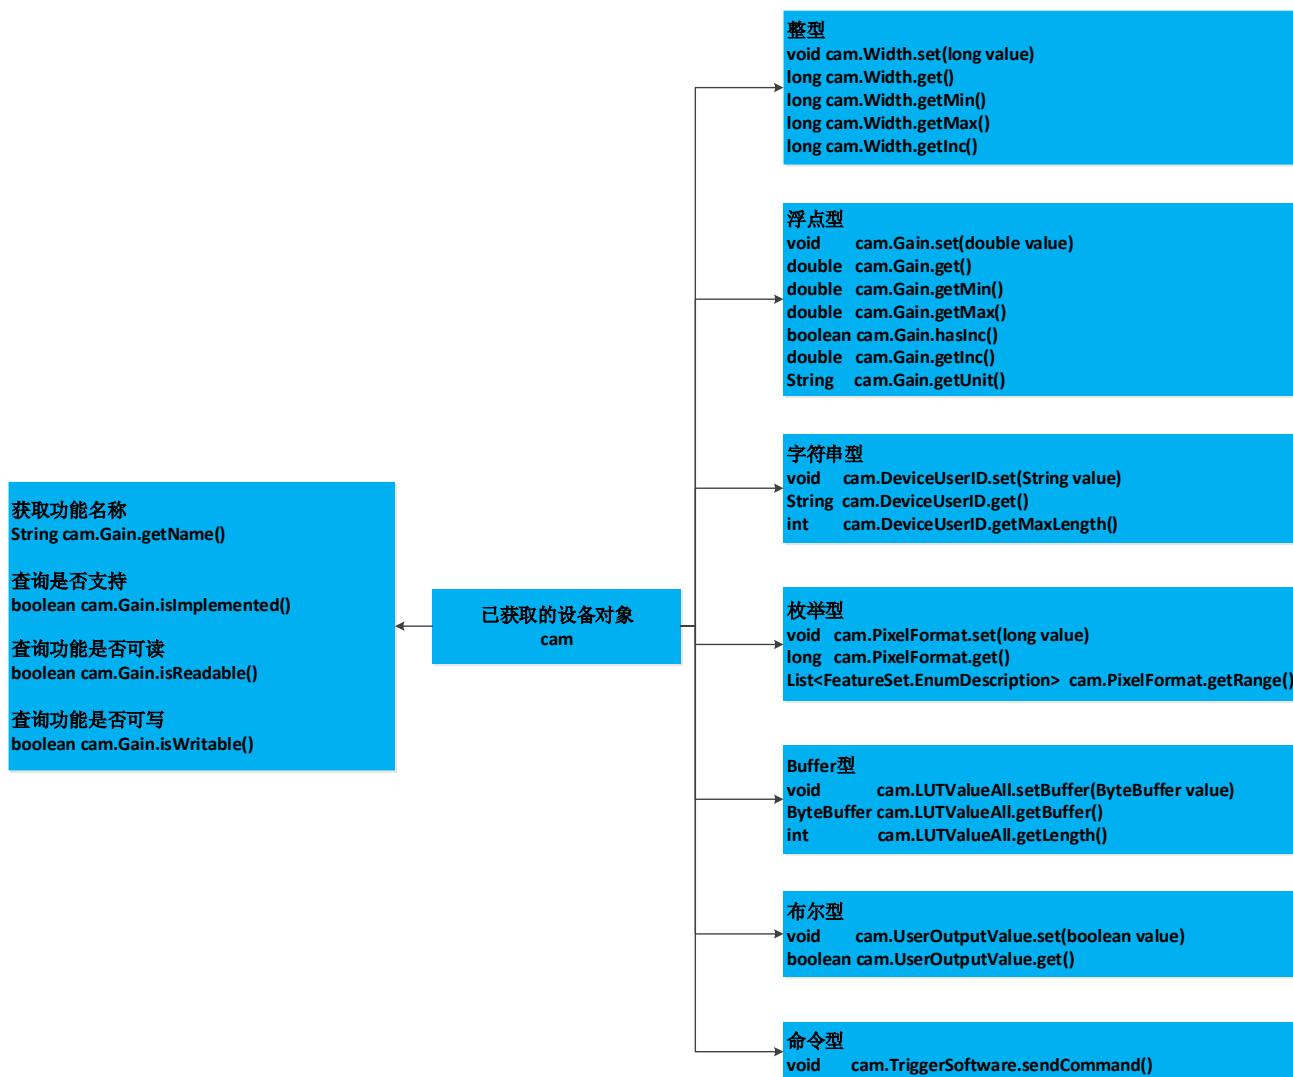 整型
void cam.Width.set(long value)
long cam.Width.get()
long cam.Width.getMin()
long cam.Width.getMax()
long cam.Width.getInc()
浮点型
void cam.Gain.set(double value)
double cam.Gain.get()
double cam.Gain.getMin()
double cam.Gain.getMax()
boolean cam.Gain.hasInc()
double cam.Gain.getInc()
String cam.Gain.getUnit()
字符串型
void cam.DeviceUserID.set(String value)
String cam.DeviceUserID.get()
int cam.DeviceUserID.getMaxLength()
获取功能名称
String cam.Gain.getName()
查询是否支持
boolean cam.Gain.isImplemented()
查询功能是否可读
boolean cam.Gain.isReadable()
查询功能是否可写
boolean cam.Gain.isWritable()
已获取的设备对象
cam
枚举型
void cam.PixelFormat.set(long value)
long cam.PixelFormat.get()
List<FeatureSet.EnumDescription> cam.PixelFormat.getRange()
Buffer型
void cam.LUTValueAll.setBuffer(ByteBuffer value)
ByteBuffer cam.LUTValueAll.getBuffer()
int cam.LUTValueAll.getLength()
布尔型
void cam.UserOutputValue.set(boolean value)
boolean cam.UserOutputValue.get()
命令型
void cam.TriggerSoftware.sendCommand()